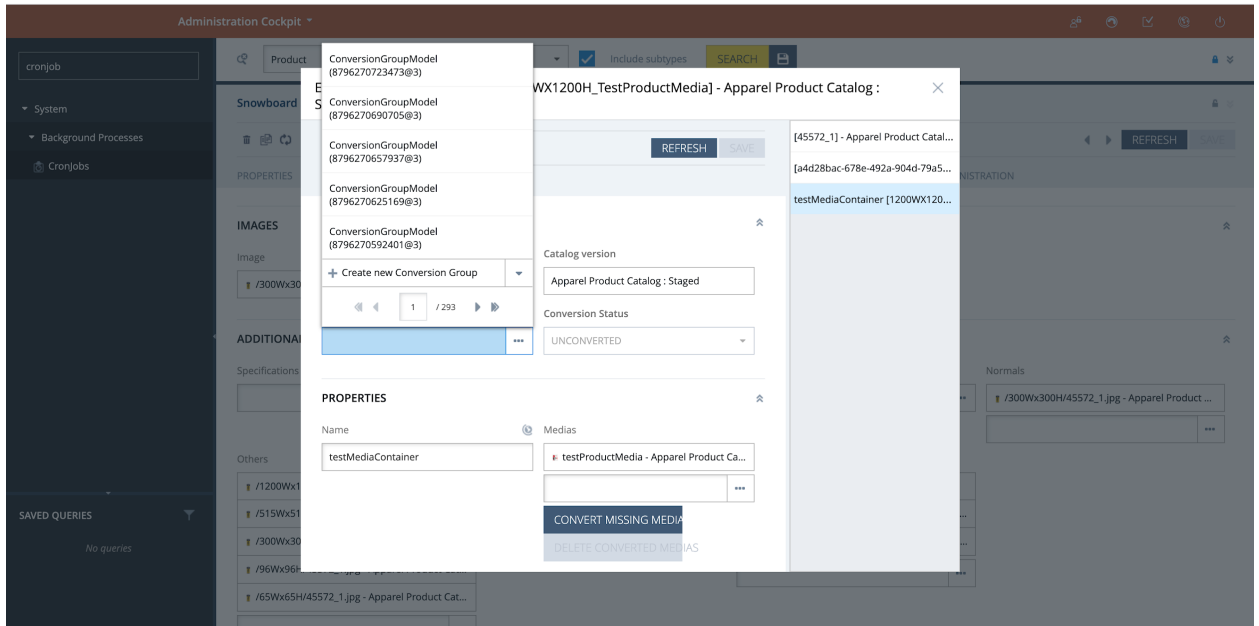 Administration Cockpit
cronjob
System
Background Processes
CronJobs
SAVED QUERIES
No queries
Product
Include subtypes
SEARCH
Snowboard
REFRESH
SAVE
PROPERTIES
NISTRATION
IMAGES
Image
/300Wx30
ADDITIONA
Specifications
Others
/1200Wx1
/515Wx51
/300Wx30
/96Wx96H
/65Wx65H/45572_1.jpg - Apparel Product Cat...
Normals
/300Wx300H/45572_1.jpg - Apparel Product ...
...
E
WX1200H_TestProductMedia] - Apparel Product Catalog :
S
REFRESH
SAVE
ConversionGroupModel
(8796270723473@3)
ConversionGroupModel
(8796270690705@3)
ConversionGroupModel
(8796270657937@3)
ConversionGroupModel
(8796270625169@3)
ConversionGroupModel
(8796270592401@3)
+ Create new Conversion Group
1 / 293
Catalog version
Apparel Product Catalog : Staged
Conversion Status
UNCONVERTED
PROPERTIES
Name
testMediaContainer
Medias
testProductMedia - Apparel Product Ca...
CONVERT MISSING MEDIA
DELETE CONVERTED MEDIAS
[45572_1] - Apparel Product Catal...
[a4d28bac-678e-492a-904d-79a5...
testMediaContainer [1200WX120...